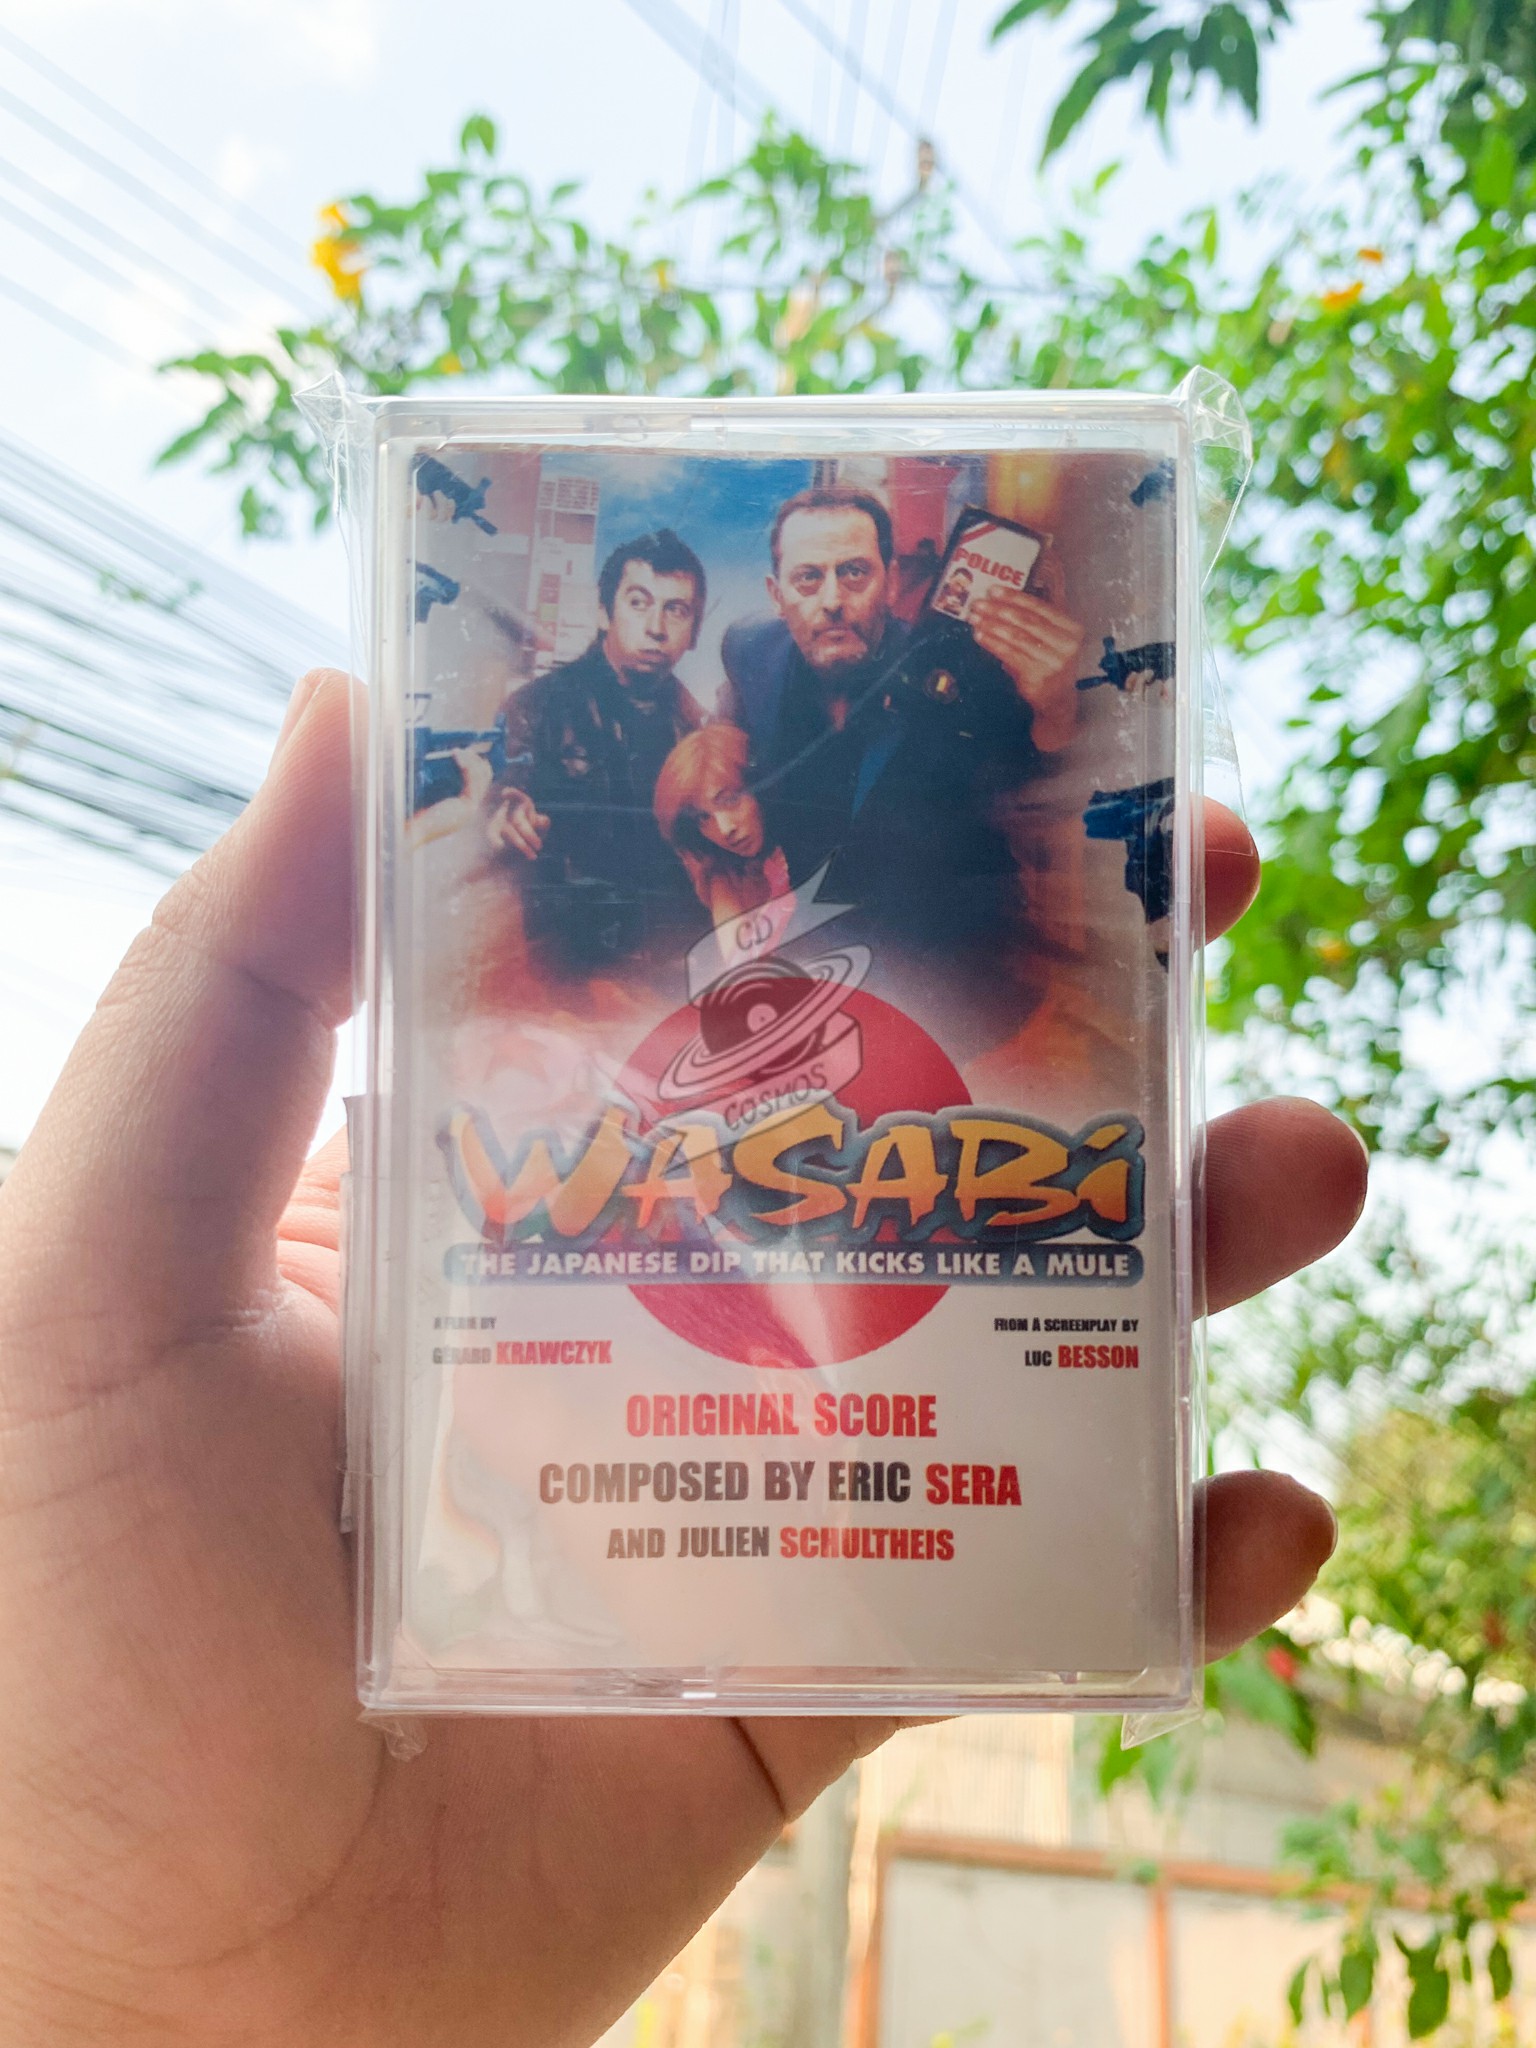 POLICE
CD
COSMOS
WASABi
THE JAPANESE DIP THAT KICKS LIKE A MULE
A FILM BY
GÉRARD KRAWCZYK
FROM A SCREENPLAY BY
LUC BESSON
ORIGINAL SCORE
COMPOSED BY ERIC SERA
AND JULIEN SCHULTHEIS